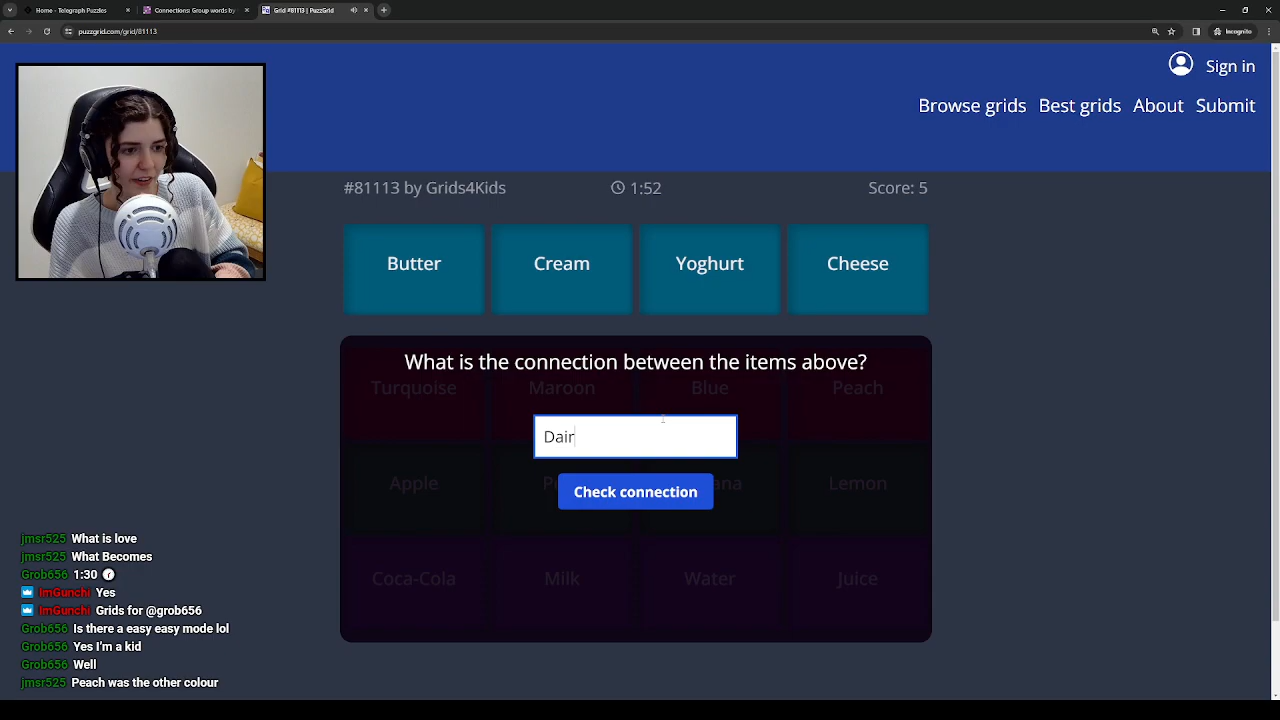 Home - Telegraph Puzzles
Connections: Group words by
Grid #81113 | PuzzGrid
puzzgrid.com/grid/81113
Incognito
Sign in
Browse grids Best grids About Submit
#81113 by Grids4Kids 1:52 Score: 5
Butter Cream Yoghurt Cheese
What is the connection between the items above?
Turquoise Maroon Blue Peach
Dair
Apple Lemon
Check connection
Coca-Cola Milk Water Juice
jmsr525 What is love
jmsr525 What Becomes
Grob656 1:30
ImGunchi Yes
ImGunchi Grids for @grob656
Grob656 Is there a easy easy mode lol
Grob656 Yes I'm a kid
Grob656 Well
jmsr525 Peach was the other colour